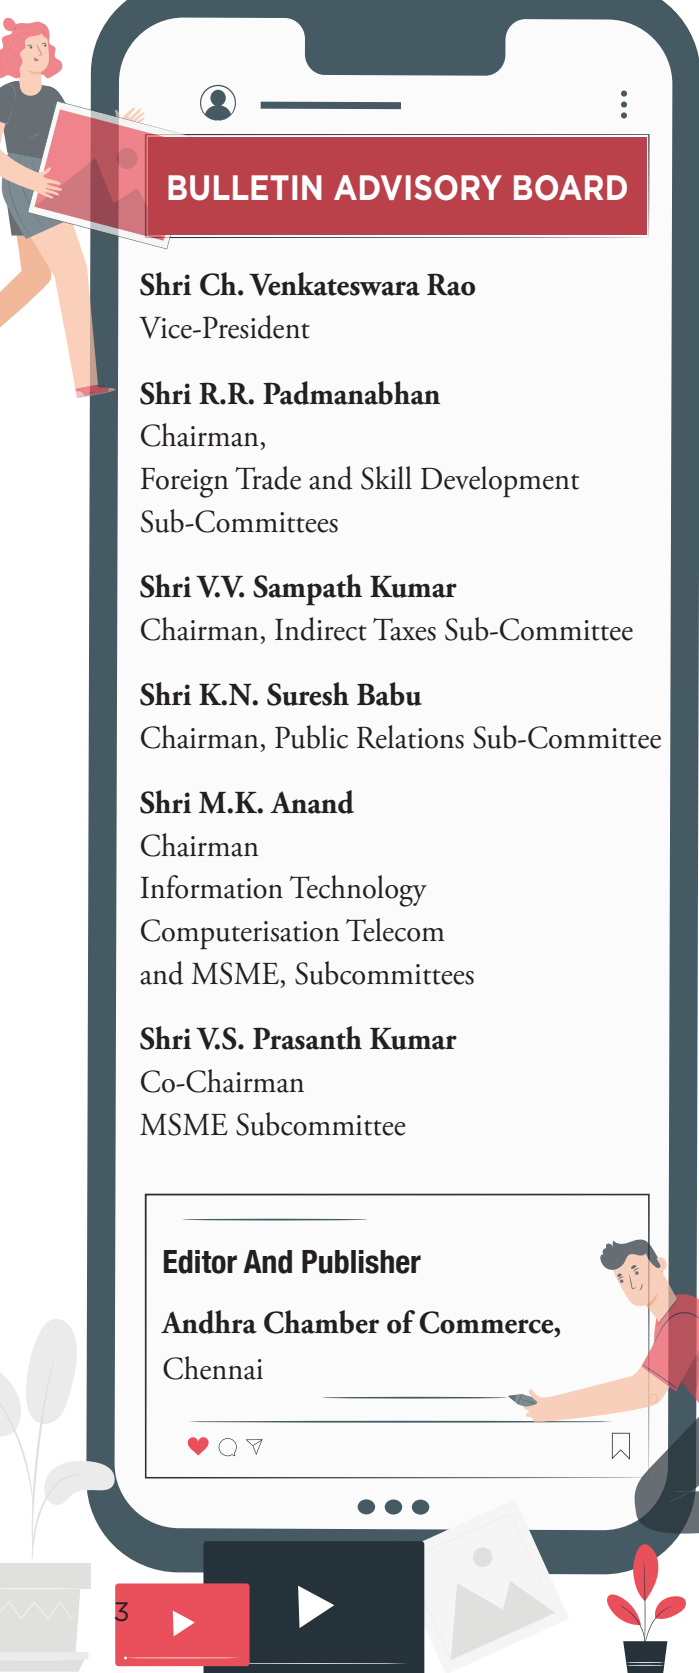 BULLETIN ADVISORY BOARD
Shri Ch. Venkateswara Rao
Vice-President
Shri R.R. Padmanabhan
Chairman,
Foreign Trade and Skill Development
Sub-Committees
Shri V.V. Sampath Kumar
Chairman, Indirect Taxes Sub-Committee
Shri K.N. Suresh Babu
Chairman, Public Relations Sub-Committee
Shri M.K. Anand
Chairman
Information Technology
Computerisation Telecom
and MSME, Subcommittees
Shri V.S. Prasanth Kumar
Co-Chairman
MSME Subcommittee
Editor And Publisher
Andhra Chamber of Commerce,
Chennai
3